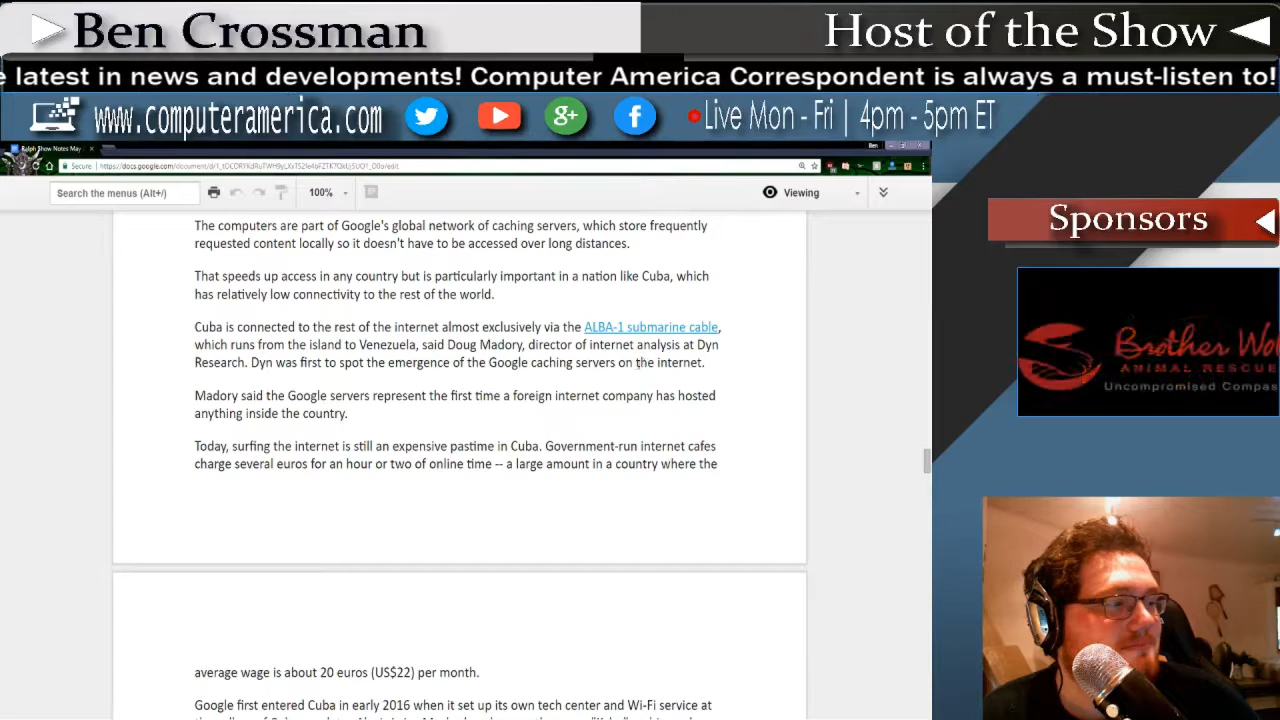 Ben Crossman
Host of the Show
latest in news and developments! Computer America Correspondent is always a must-listen to!
www.computeramerica.com
Live Mon - Fri | 4pm - 5pm ET
Ralph Show Notes May
Ben
Secure
Search the menus (Alt+/)
100%
Viewing
The computers are part of Google's global network of caching servers, which store frequently
requested content locally so it doesn't have to be accessed over long distances.
That speeds up access in any country but is particularly important in a nation like Cuba, which
has relatively low connectivity to the rest of the world.
Cuba is connected to the rest of the internet almost exclusively via the ALBA-1 submarine cable,
which runs from the island to Venezuela, said Doug Madory, director of internet analysis at Dyn
Research. Dyn was first to spot the emergence of the Google caching servers on the internet.
Madory said the Google servers represent the first time a foreign internet company has hosted
anything inside the country.
Today, surfing the internet is still an expensive pastime in Cuba. Government-run internet cafes
charge several euros for an hour or two of online time -- a large amount in a country where the
average wage is about 20 euros (US$22) per month.
Google first entered Cuba in early 2016 when it set up its own tech center and Wi-Fi service at
Sponsors
Brother Wol
ANIMAL RESCUE
Uncompromised Compas